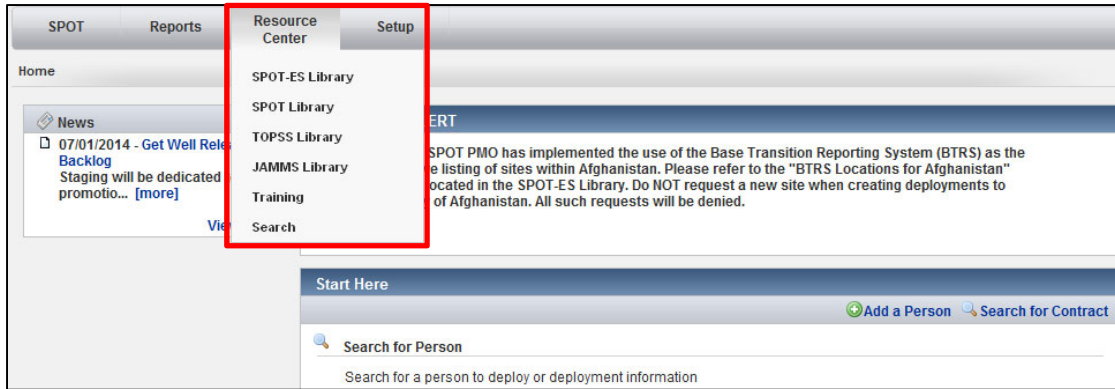 SPOT
Reports
Resource
Center
Setup
Home
SPOT-ES Library
SPOT Library
TOPSS Library
JAMMS Library
Training
Search
News
07/01/2014 - Get Well
Backlog
Staging will be dedicated
promotio... [more]
ERT
SPOT PMO has implemented the use of the Base Transition Reporting System (BTRS) as the
listing of sites within Afghanistan. Please refer to the "BTRS Locations for Afghanistan"
ocated in the SPOT-ES Library. Do NOT request a new site when creating deployments to
of Afghanistan. All such requests will be denied.
Start Here
Add a Person Search for Contract
Search for Person
Search for a person to deploy or deployment information